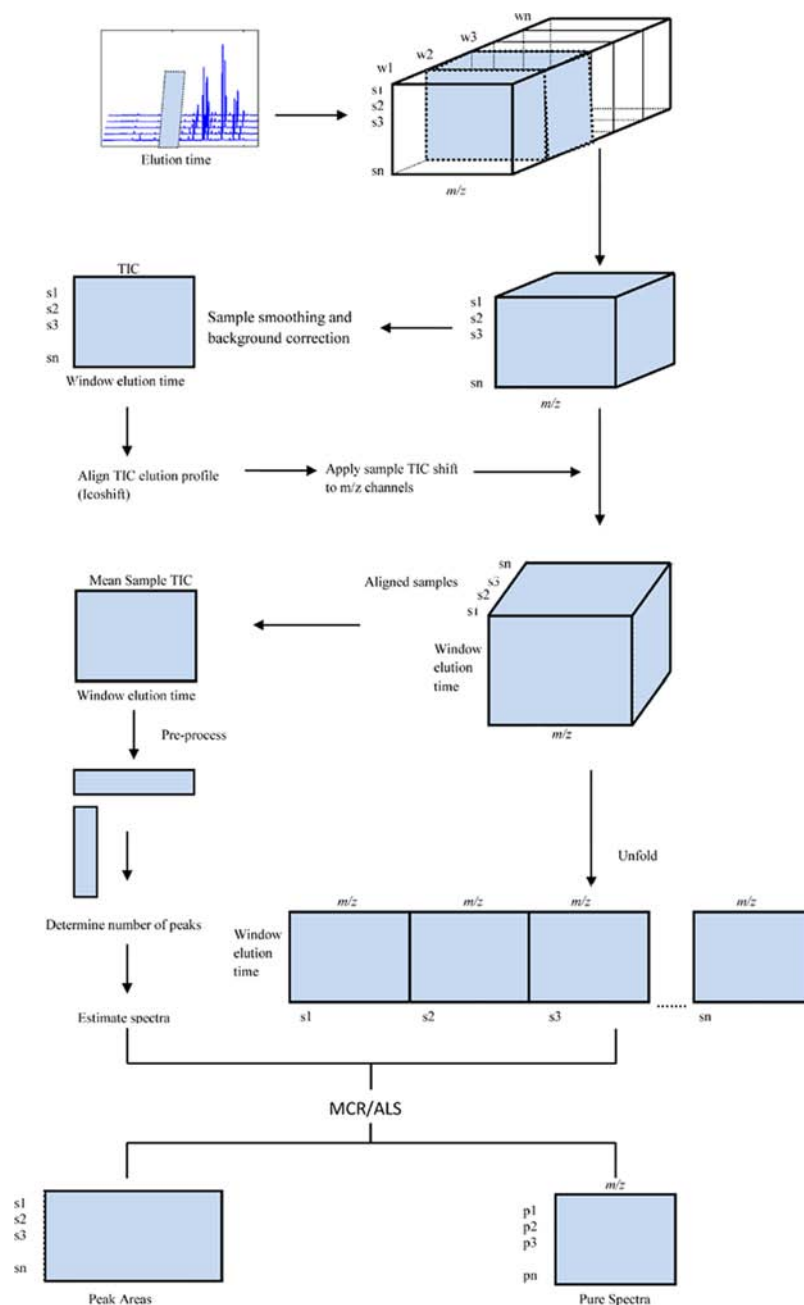 wn
w3
w2
w1
s1
s2
s3
sn
m/z
Elution time
TIC
s1
s2
s3
sn
Window elution time
Sample smoothing and
background correction
s1
s2
s3
sn
m/z
Align TIC elution profile
(Icoshift)
Apply sample TIC shift
to m/z channels
Mean Sample TIC
Window elution time
Aligned samples
sn
s3
s2
s1
Window
elution
time
m/z
Pre-process
Unfold
Determine number of peaks
Estimate spectra
m/z m/z m/z m/z
Window
elution
time
s1 s2 s3 ........ sn
MCR/ALS
s1
s2
s3
sn
Peak Areas
m/z
p1
p2
p3
pn
Pure Spectra